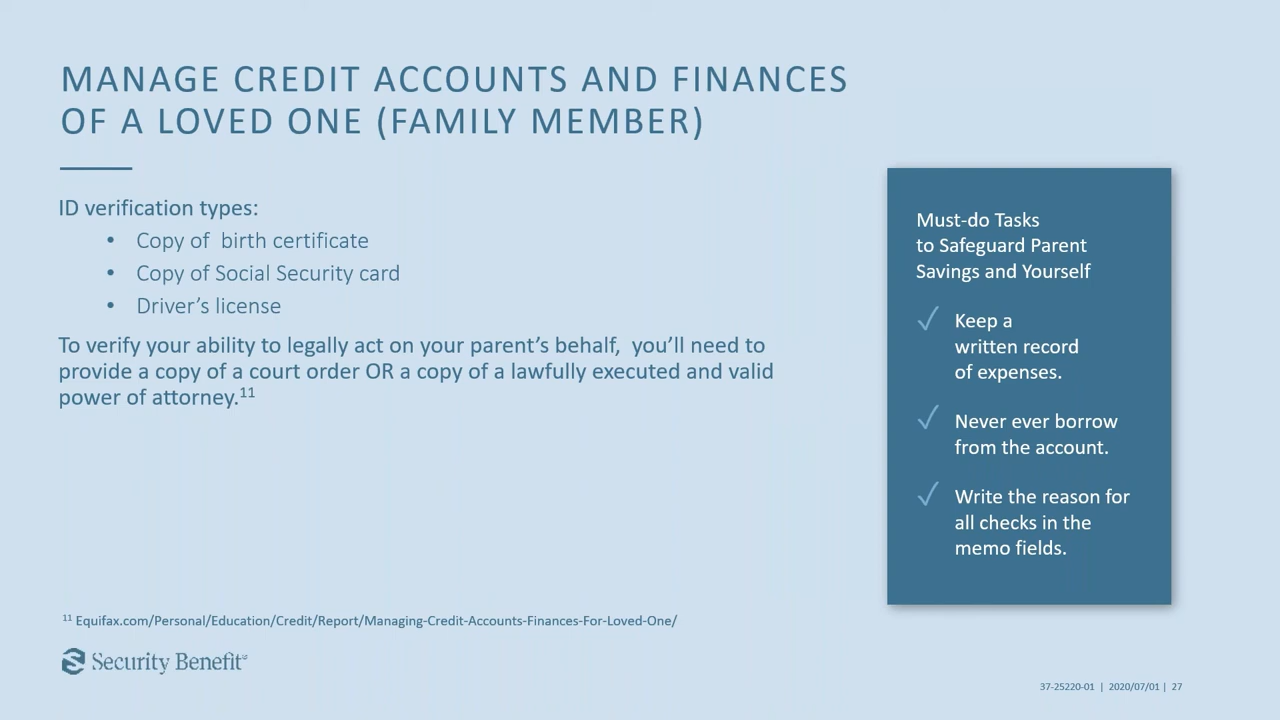 MANAGE CREDIT ACCOUNTS AND FINANCES
OF A LOVED ONE (FAMILY MEMBER)
ID verification types:
• Copy of  birth certificate
• Copy of Social Security card
• Driver’s license
To verify your ability to legally act on your parent’s behalf,  you’ll need to
provide a copy of a court order OR a copy of a lawfully executed and valid
power of attorney.¹¹
Must-do Tasks
to Safeguard Parent
Savings and Yourself
✓ Keep a
written record
of expenses.
✓ Never ever borrow
from the account.
✓ Write the reason for
all checks in the
memo fields.
¹¹ Equifax.com/Personal/Education/Credit/Report/Managing-Credit-Accounts-Finances-For-Loved-One/
Security Benefit℠
37-25220-01 | 2020/07/01 | 27